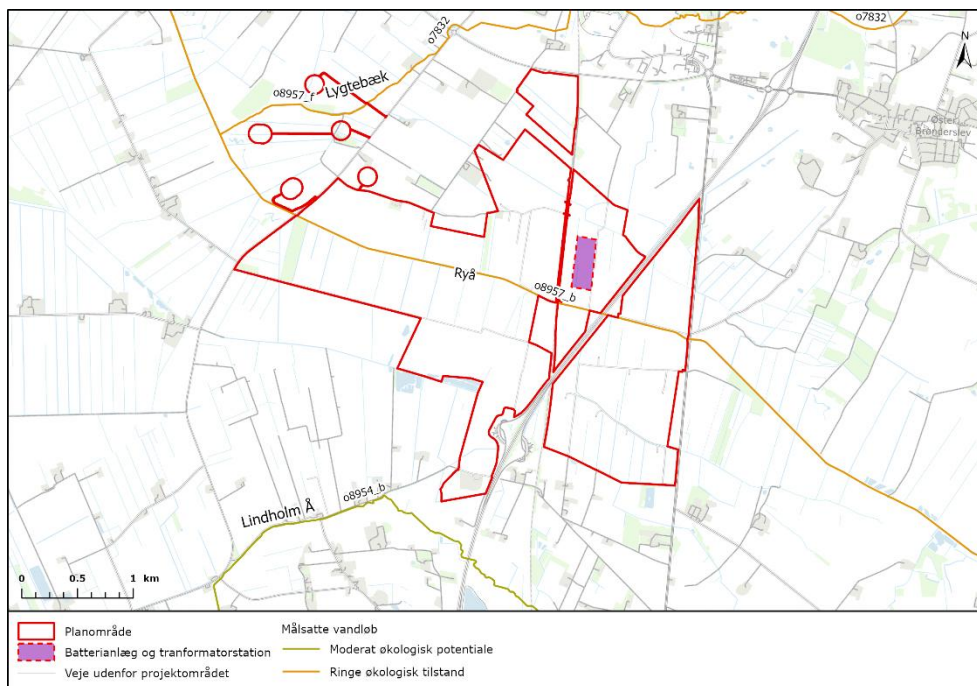 o7832
o7832
N
o8957_f
Lygtebæk
Øster
Brønderslev
Ryå
o8957_b
o8954_b
Lindholm Å
0 0.5 1 km
Planområde
Batterianlæg og tranformatorstation
Veje udenfor projektområdet
Målsatte vandløb
Moderat økologisk potentiale
Ringe økologisk tilstand